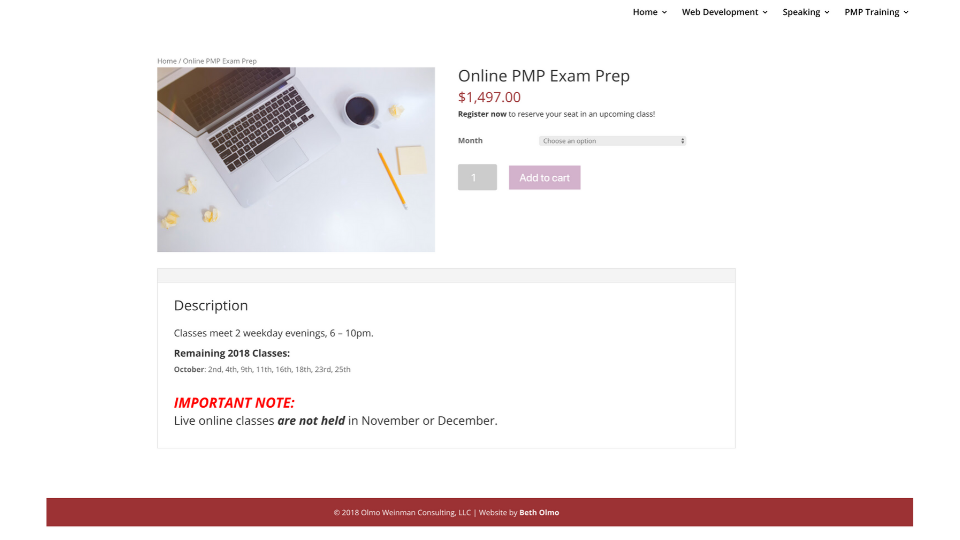 Home Web Development Speaking PMP Training
Home / Online PMP Exam Prep
Online PMP Exam Prep
$1,497.00
Register now to reserve your seat in an upcoming class!
Month Choose an option
1 Add to cart
Description
Classes meet 2 weekday evenings, 6 – 10pm.
Remaining 2018 Classes:
October: 2nd, 4th, 9th, 11th, 16th, 18th, 23rd, 25th
IMPORTANT NOTE:
Live online classes are not held in November or December.
© 2018 Olmo Weinman Consulting, LLC | Website by Beth Olmo